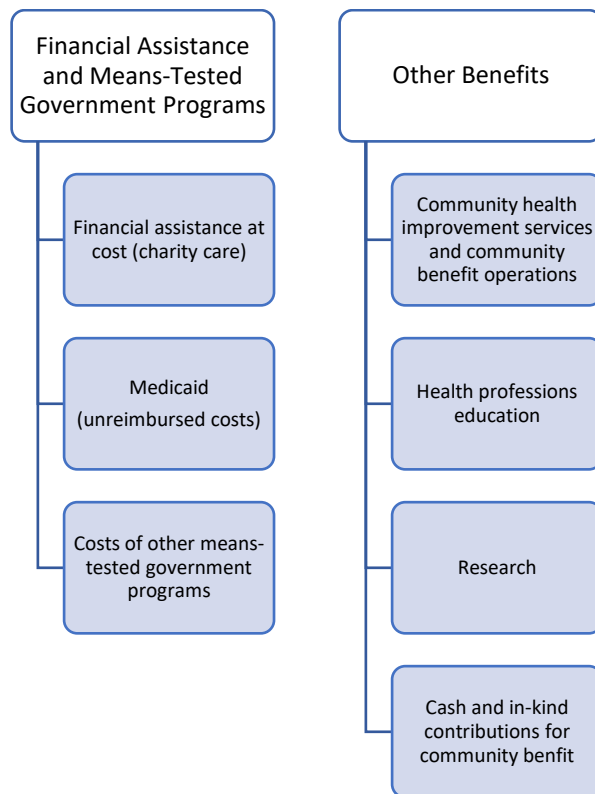 Financial Assistance
and Means-Tested
Government Programs
Financial assistance at
cost (charity care)
Medicaid
(unreimbursed costs)
Costs of other means-
tested government
programs
Other Benefits
Community health
improvement services
and community
benefit operations
Health professions
education
Research
Cash and in-kind
contributions for
community benfit